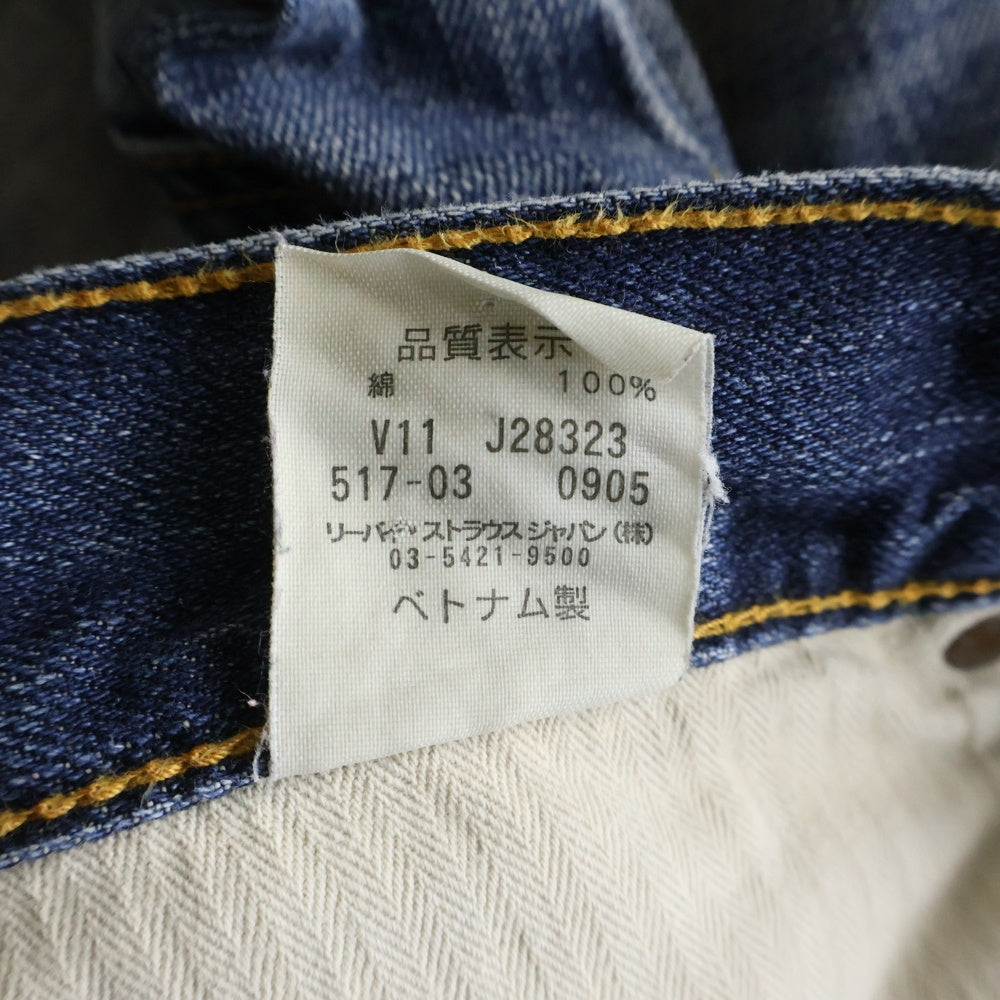 品質表示
綿 100%
V11 J28323
517-03 0905
リーバイ・ストラウス ジャパン(株)
03-5421-9500
ベトナム製